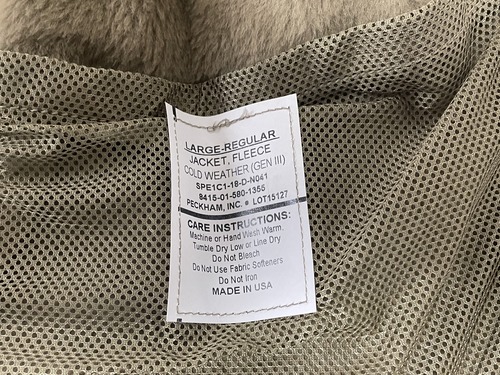 LARGE-REGULAR
JACKET, FLEECE
COLD WEATHER (GEN III)
SPE1C1-18-D-N041
8415-01-580-1355
PECKHAM, INC. • LOT15127
CARE INSTRUCTIONS:
Machine or Hand Wash Warm.
Tumble Dry Low or Line Dry
Do Not Bleach
Do Not Use Fabric Softeners
Do Not Iron
MADE IN USA